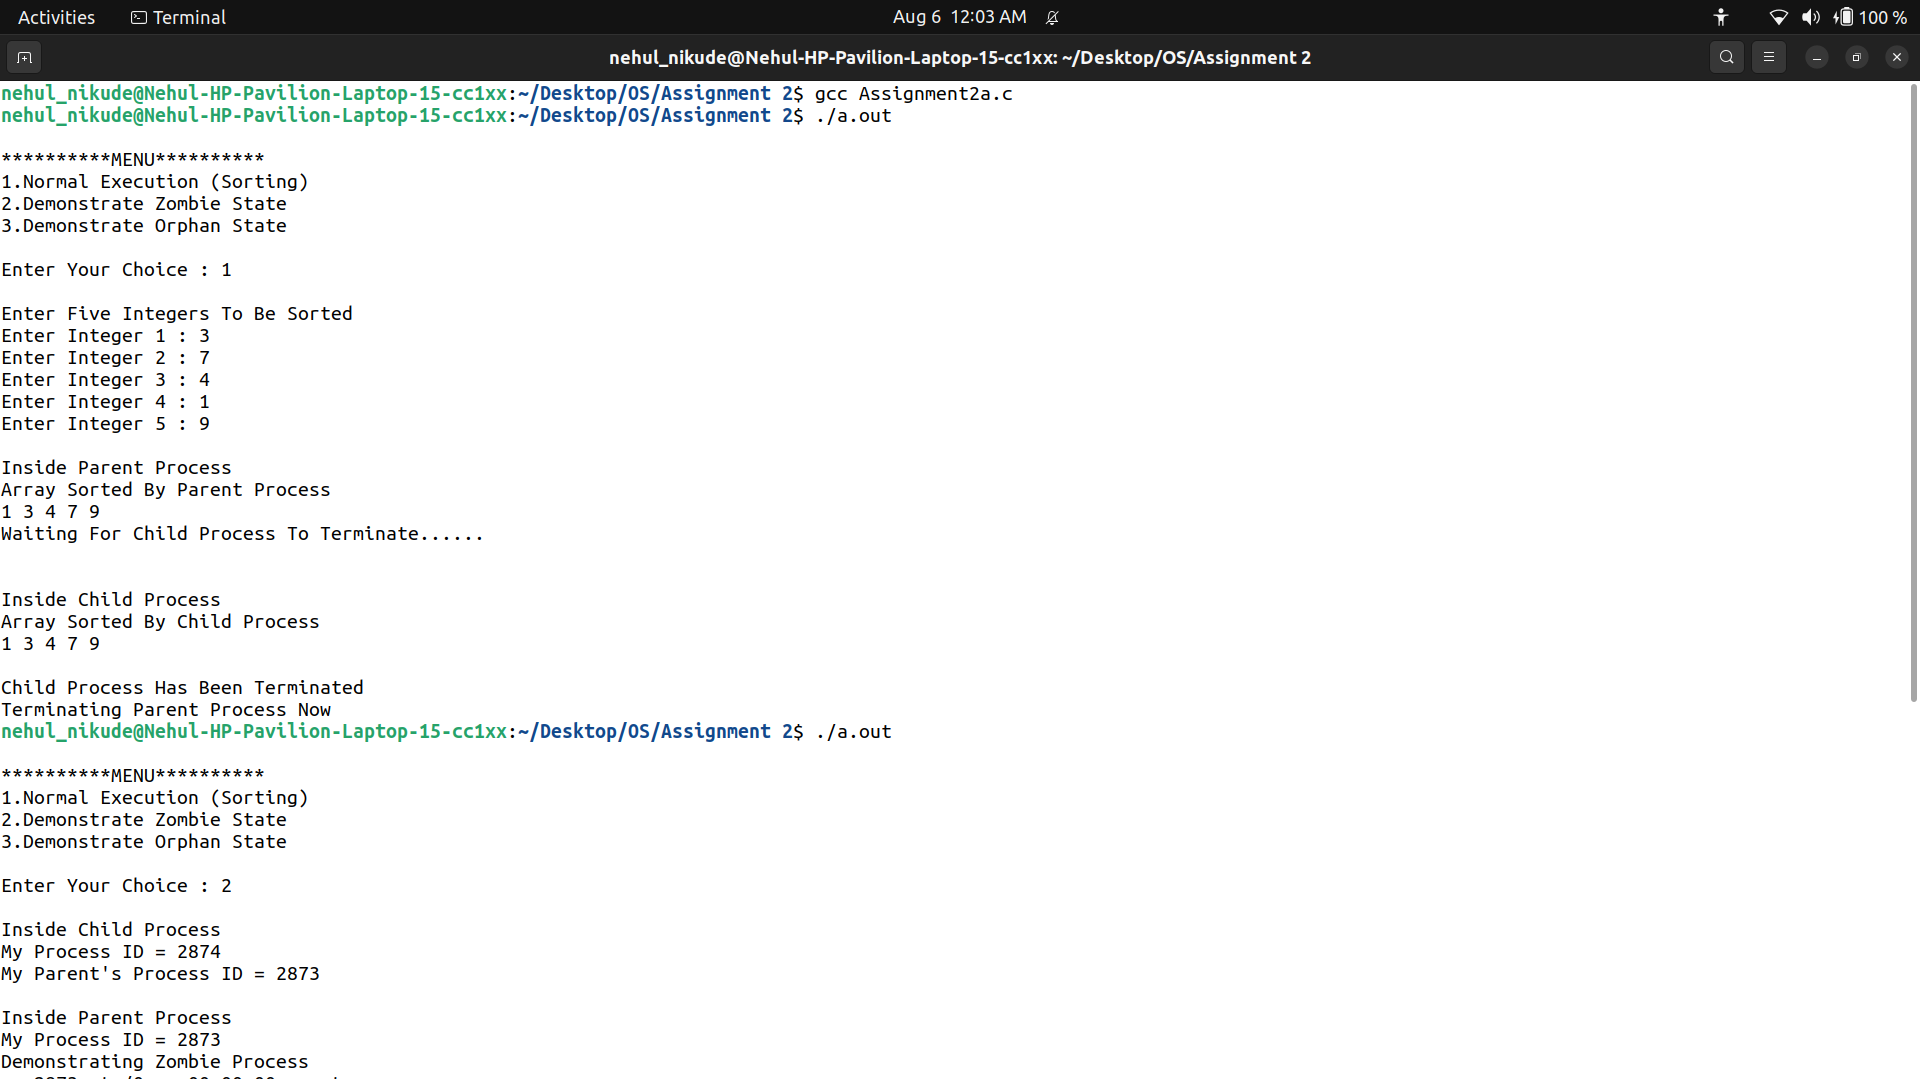 Activities Terminal Aug 6 12:03 AM 100 %
nehul_nikude@Nehul-HP-Pavilion-Laptop-15-cc1xx: ~/Desktop/OS/Assignment 2
nehul_nikude@Nehul-HP-Pavilion-Laptop-15-cc1xx:~/Desktop/OS/Assignment 2$ gcc Assignment2a.c
nehul_nikude@Nehul-HP-Pavilion-Laptop-15-cc1xx:~/Desktop/OS/Assignment 2$ ./a.out
**********MENU**********
1.Normal Execution (Sorting)
2.Demonstrate Zombie State
3.Demonstrate Orphan State
Enter Your Choice : 1
Enter Five Integers To Be Sorted
Enter Integer 1 : 3
Enter Integer 2 : 7
Enter Integer 3 : 4
Enter Integer 4 : 1
Enter Integer 5 : 9
Inside Parent Process
Array Sorted By Parent Process
1 3 4 7 9
Waiting For Child Process To Terminate......
Inside Child Process
Array Sorted By Child Process
1 3 4 7 9
Child Process Has Been Terminated
Terminating Parent Process Now
nehul_nikude@Nehul-HP-Pavilion-Laptop-15-cc1xx:~/Desktop/OS/Assignment 2$ ./a.out
**********MENU**********
1.Normal Execution (Sorting)
2.Demonstrate Zombie State
3.Demonstrate Orphan State
Enter Your Choice : 2
Inside Child Process
My Process ID = 2874
My Parent's Process ID = 2873
Inside Parent Process
My Process ID = 2873
Demonstrating Zombie Process